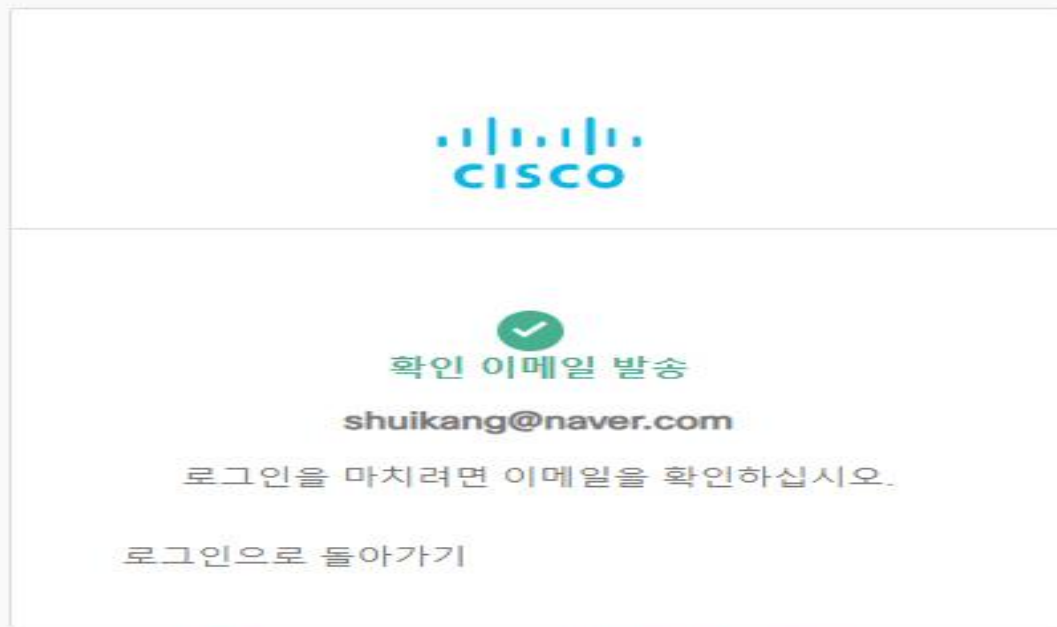 CISCO
확인 이메일 발송
shuikang@naver.com
로그인을 마치려면 이메일을 확인하십시오.
로그인으로 돌아가기